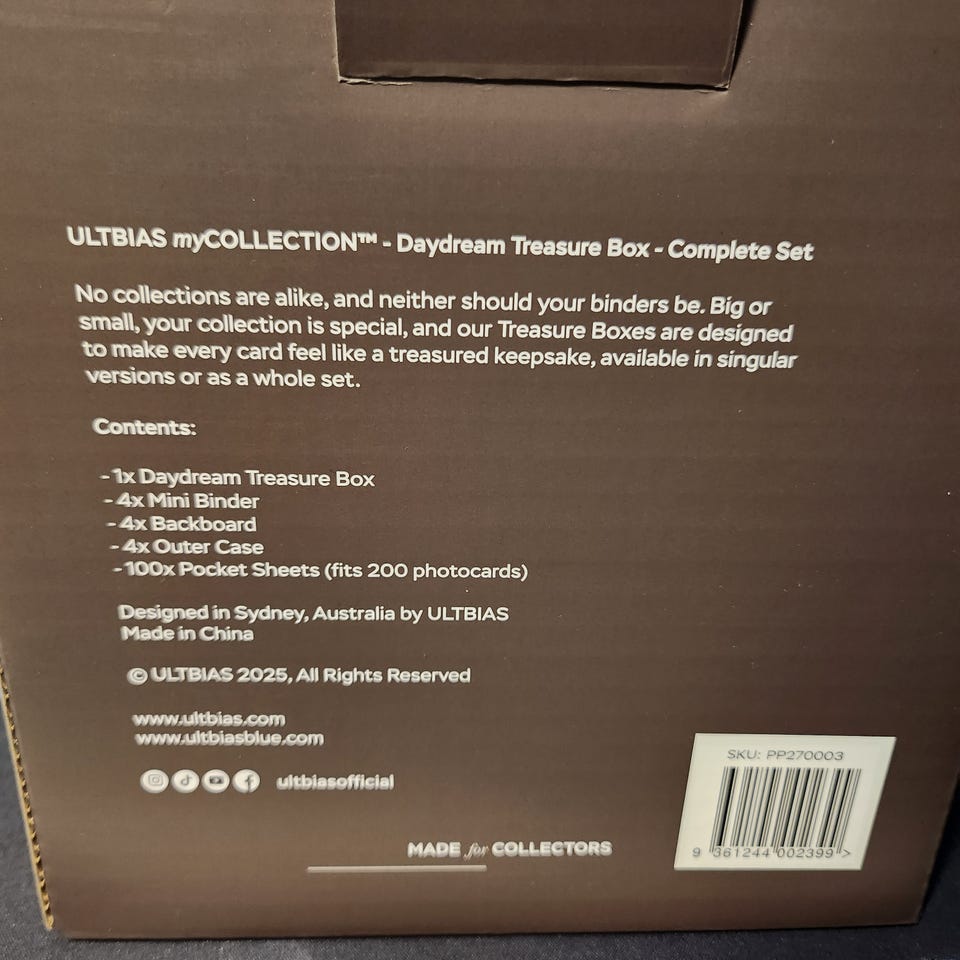 ULTBIAS myCOLLECTION™ - Daydream Treasure Box - Complete Set
No collections are alike, and neither should your binders be. Big or
small, your collection is special, and our Treasure Boxes are designed
to make every card feel like a treasured keepsake, available in singular
versions or as a whole set.
Contents:
- 1x Daydream Treasure Box
- 4x Mini Binder
- 4x Backboard
- 4x Outer Case
- 100x Pocket Sheets (fits 200 photocards)
Designed in Sydney, Australia by ULTBIAS
Made in China
© ULTBIAS 2025, All Rights Reserved
www.ultbias.com
www.ultbiasblue.com
ultbiasofficial
MADE for COLLECTORS
SKU: PP270003
9 361244 002399 >